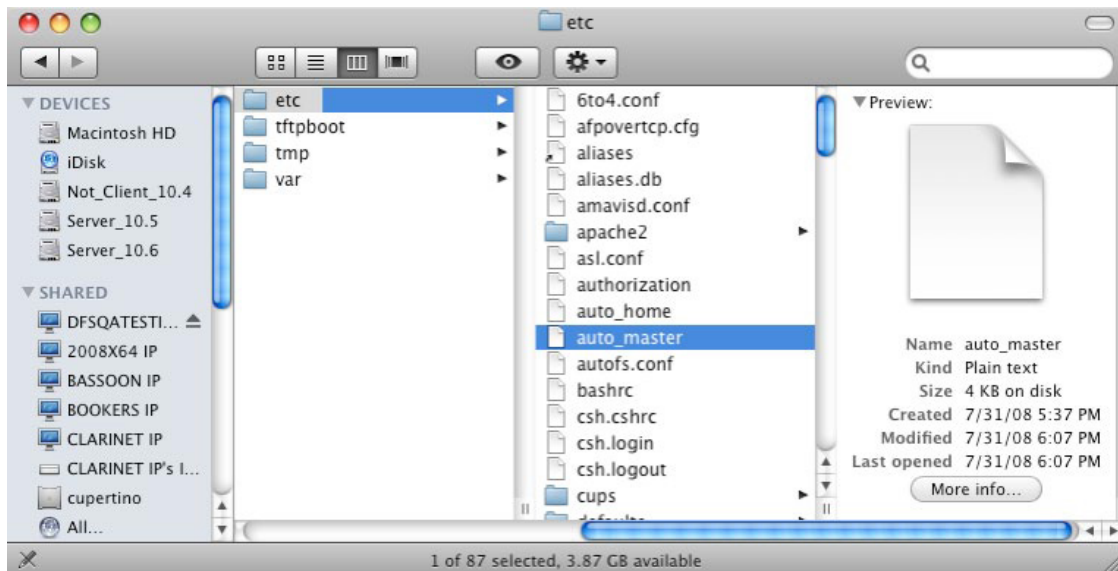 etc
DEVICES
Macintosh HD
iDisk
Not_Client_10.4
Server_10.5
Server_10.6
SHARED
DFSQATESTI...
2008X64 IP
BASSOON IP
BOOKERS IP
CLARINET IP
CLARINET IP's I...
cupertino
All...
etc
tftpboot
tmp
var
6to4.conf
afpovertcp.cfg
aliases
aliases.db
amavisd.conf
apache2
asl.conf
authorization
auto_home
auto_master
autofs.conf
bashrc
csh.cshrc
csh.login
csh.logout
cups
Preview:
Name auto_master
Kind Plain text
Size 4 KB on disk
Created 7/31/08 5:37 PM
Modified 7/31/08 6:07 PM
Last opened 7/31/08 6:07 PM
More info...
1 of 87 selected, 3.87 GB available